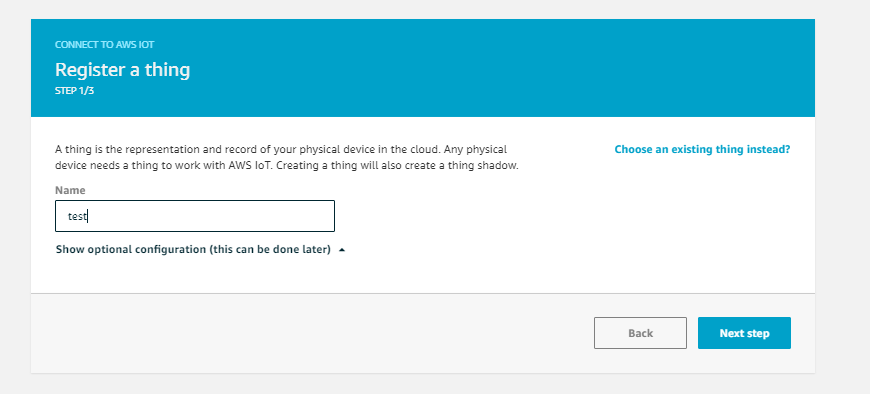 CONNECT TO AWS IOT
Register a thing
STEP 1/3
A thing is the representation and record of your physical device in the cloud. Any physical
device needs a thing to work with AWS IoT. Creating a thing will also create a thing shadow.
Choose an existing thing instead?
Name
test
Show optional configuration (this can be done later)
Back
Next step